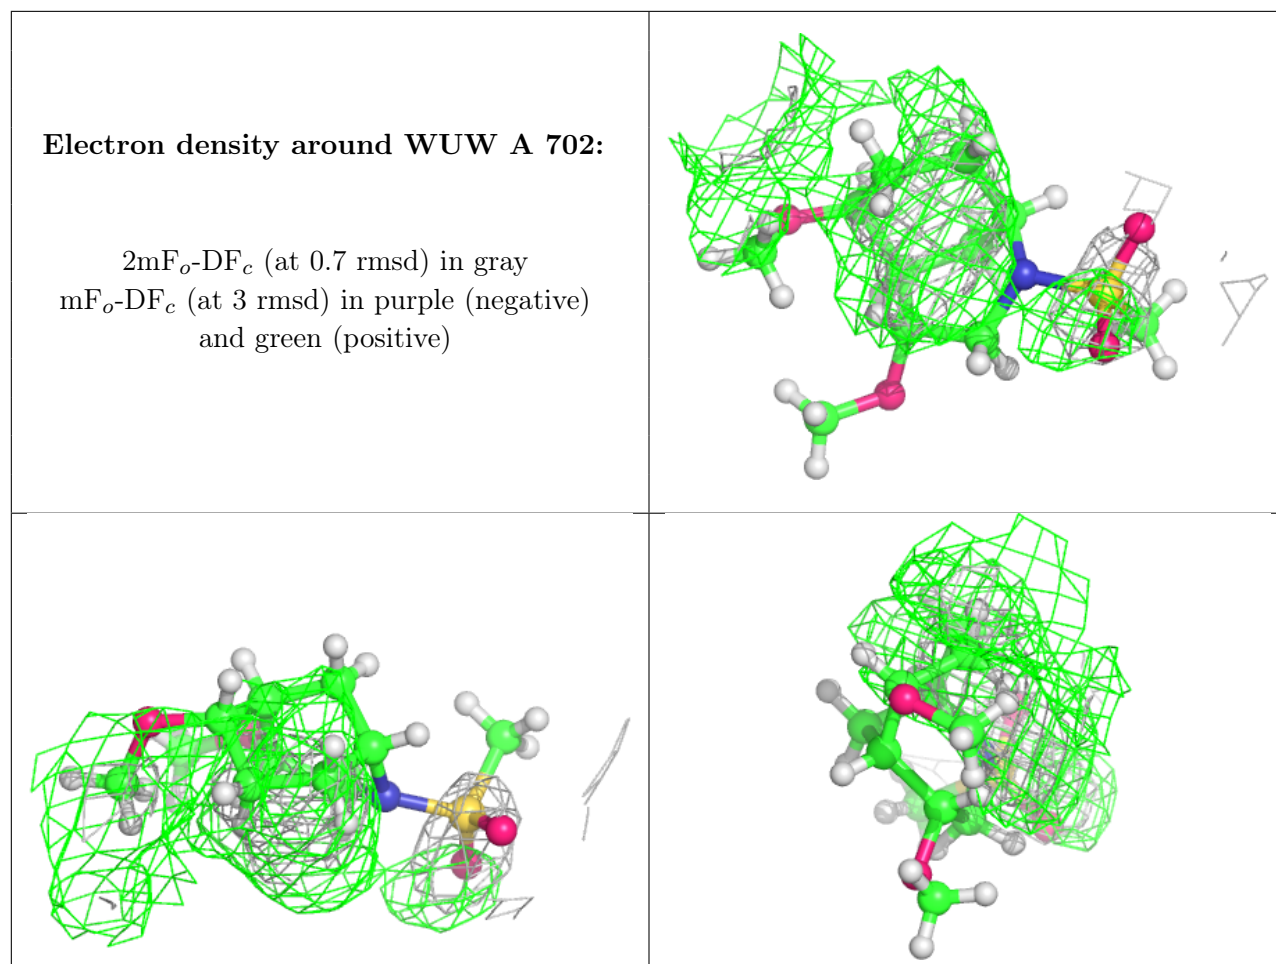 Electron density around WUW A 702:
2mFo-DFc (at 0.7 rmsd) in gray
mFo-DFc (at 3 rmsd) in purple (negative)
and green (positive)